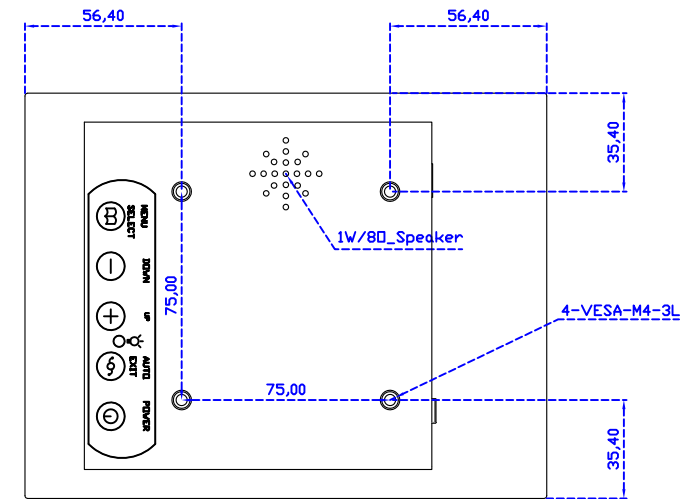 56,40
56,40
35,40
1W/8Ω_Speaker
MENU
SELECT
DOWN
75,00
UP
4-VESA-M4-3L
AUTO
EXIT
75,00
POWER
35,40